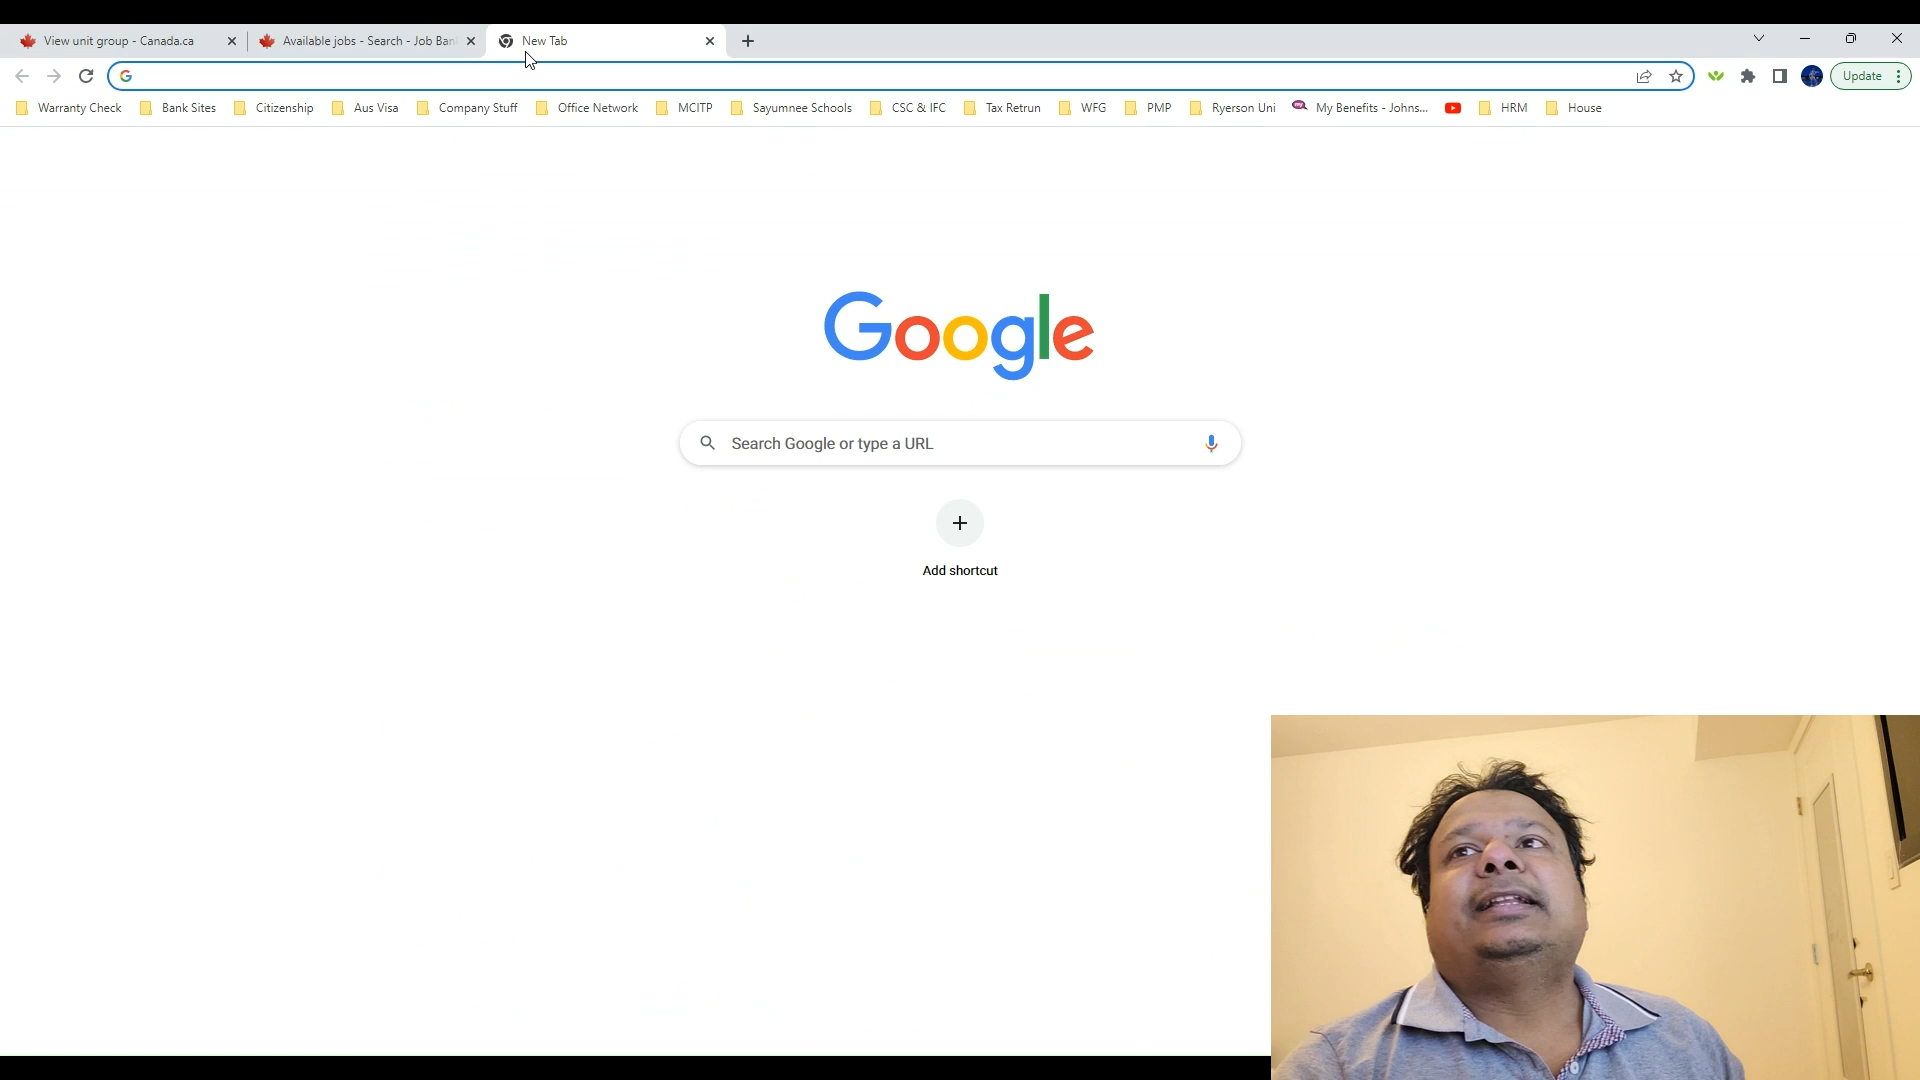 View unit group - Canada.ca
Available jobs - Search - Job Ban
New Tab
Update
Warranty Check
Bank Sites
Citizenship
Aus Visa
Company Stuff
Office Network
MCITP
Sayumnee Schools
CSC & IFC
Tax Retrun
WFG
PMP
Ryerson Uni
my
My Benefits - Johns...
HRM
House
Google
Search Google or type a URL
Add shortcut